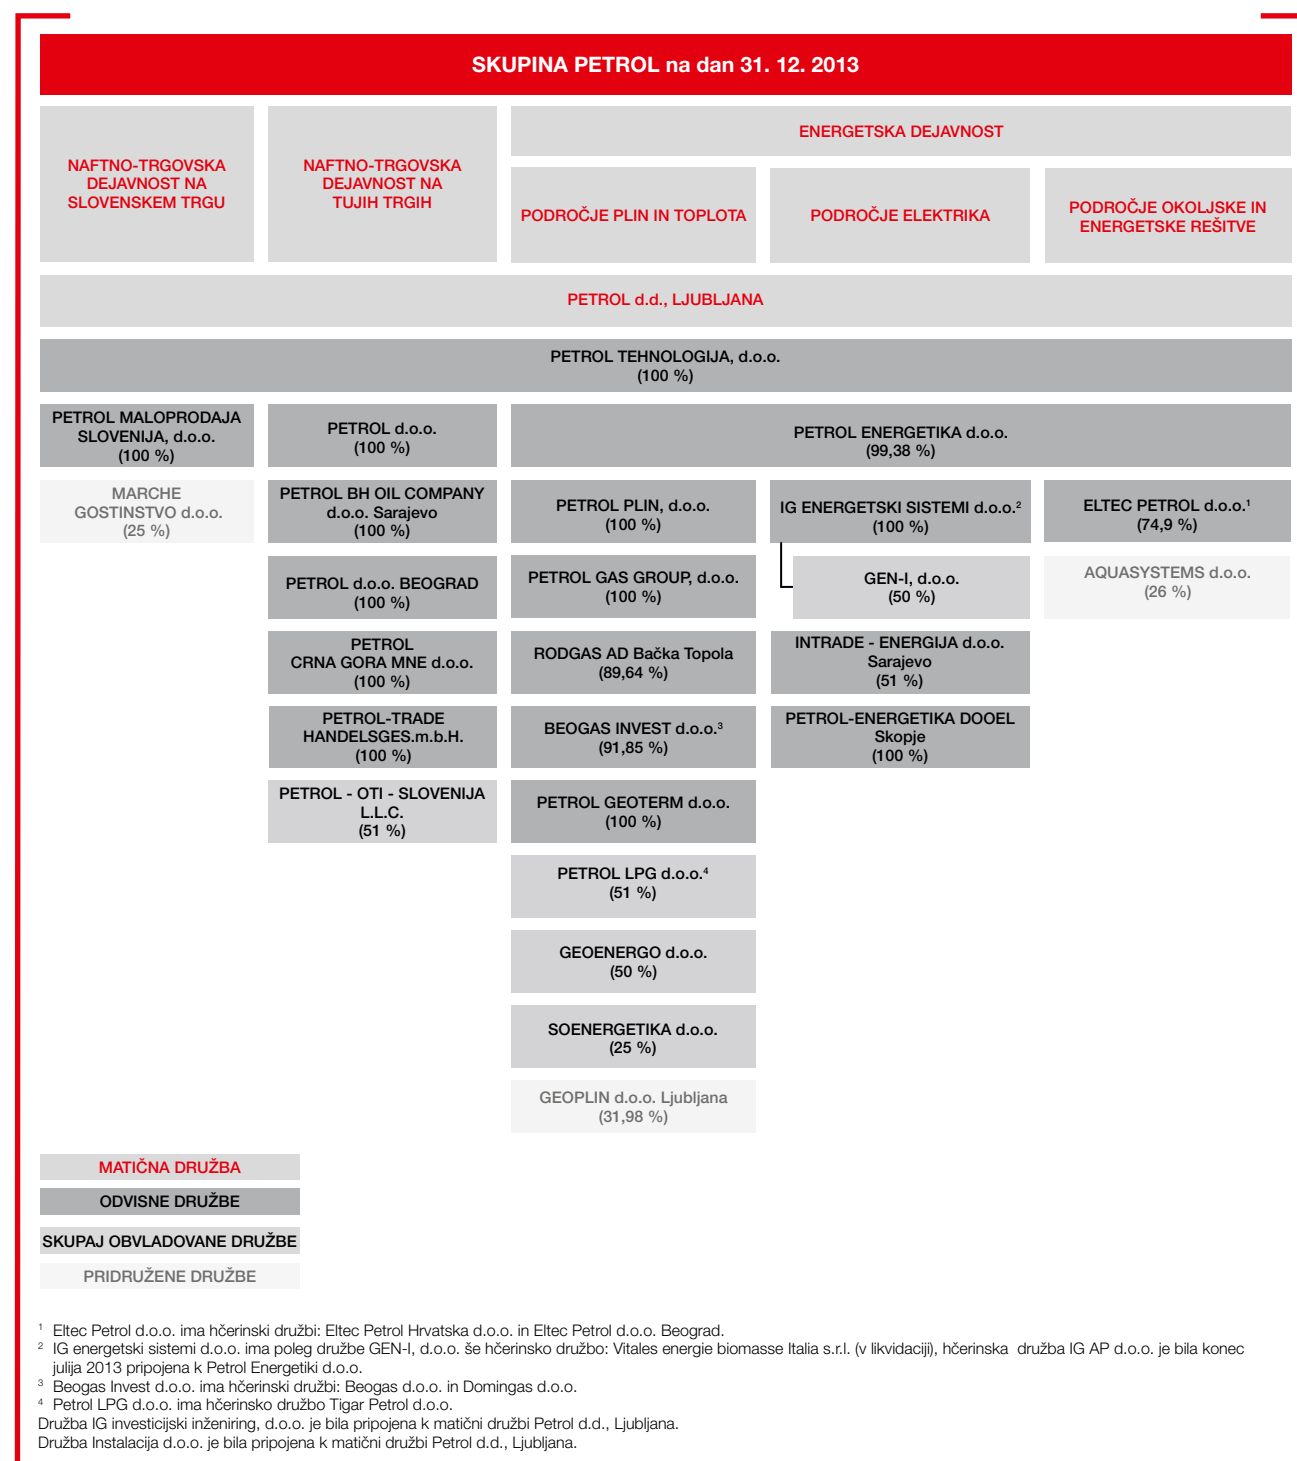 SKUPINA PETROL na dan 31. 12. 2013
NAFTNO-TRGOVSKA
DEJAVNOST NA
SLOVENSKEM TRGU
NAFTNO-TRGOVSKA
DEJAVNOST NA
TUJIH TRGIH
ENERGETSKA DEJAVNOST
PODROČJE PLIN IN TOPLOTA
PODROČJE ELEKTRIKA
PODROČJE OKOLJSKE IN
ENERGETSKE REŠITVE
PETROL d.d., LJUBLJANA
PETROL TEHNOLOGIJA, d.o.o.
(100 %)
PETROL MALOPRODAJA
SLOVENIJA, d.o.o.
(100 %)
MARCHE
GOSTINSTVO d.o.o.
(25 %)
PETROL d.o.o.
(100 %)
PETROL BH OIL COMPANY
d.o.o. Sarajevo
(100 %)
PETROL d.o.o. BEOGRAD
(100 %)
PETROL
CRNA GORA MNE d.o.o.
(100 %)
PETROL-TRADE
HANDELSGES.m.b.H.
(100 %)
PETROL - OTI - SLOVENIJA
L.L.C.
(51 %)
PETROL ENERGETIKA d.o.o.
(99,38 %)
PETROL PLIN, d.o.o.
(100 %)
PETROL GAS GROUP, d.o.o.
(100 %)
RODGAS AD Bačka Topola
(89,64 %)
BEOGAS INVEST d.o.o.³
(91,85 %)
PETROL GEOTERM d.o.o.
(100 %)
PETROL LPG d.o.o.⁴
(51 %)
GEOENERGO d.o.o.
(50 %)
SOENERGETIKA d.o.o.
(25 %)
GEOPLIN d.o.o. Ljubljana
(31,98 %)
IG ENERGETSKI SISTEMI d.o.o.²
(100 %)
GEN-I, d.o.o.
(50 %)
INTRADE - ENERGIJA d.o.o.
Sarajevo
(51 %)
PETROL-ENERGETIKA DOOEL
Skopje
(100 %)
ELTEC PETROL d.o.o.¹
(74,9 %)
AQUASYSTEMS d.o.o.
(26 %)
MATIČNA DRUŽBA
ODVISNE DRUŽBE
SKUPAJ OBVLADOVANE DRUŽBE
PRIDRUŽENE DRUŽBE
¹ Eltec Petrol d.o.o. ima hčerinski družbi: Eltec Petrol Hrvatska d.o.o. in Eltec Petrol d.o.o. Beograd.
² IG energetski sistemi d.o.o. ima poleg družbe GEN-I, d.o.o. še hčerinsko družbo: Vitales energie biomasse Italia s.r.l. (v likvidaciji), hčerinska družba IG AP d.o.o. je bila konec
julija 2013 pripojena k Petrol Energetiki d.o.o.
³ Beogas Invest d.o.o. ima hčerinski družbi: Beogas d.o.o. in Domingas d.o.o.
⁴ Petrol LPG d.o.o. ima hčerinsko družbo Tigar Petrol d.o.o.
Družba IG investicijski inženiring, d.o.o. je bila pripojena k matični družbi Petrol d.d., Ljubljana.
Družba Instalacija d.o.o. je bila pripojena k matični družbi Petrol d.d., Ljubljana.